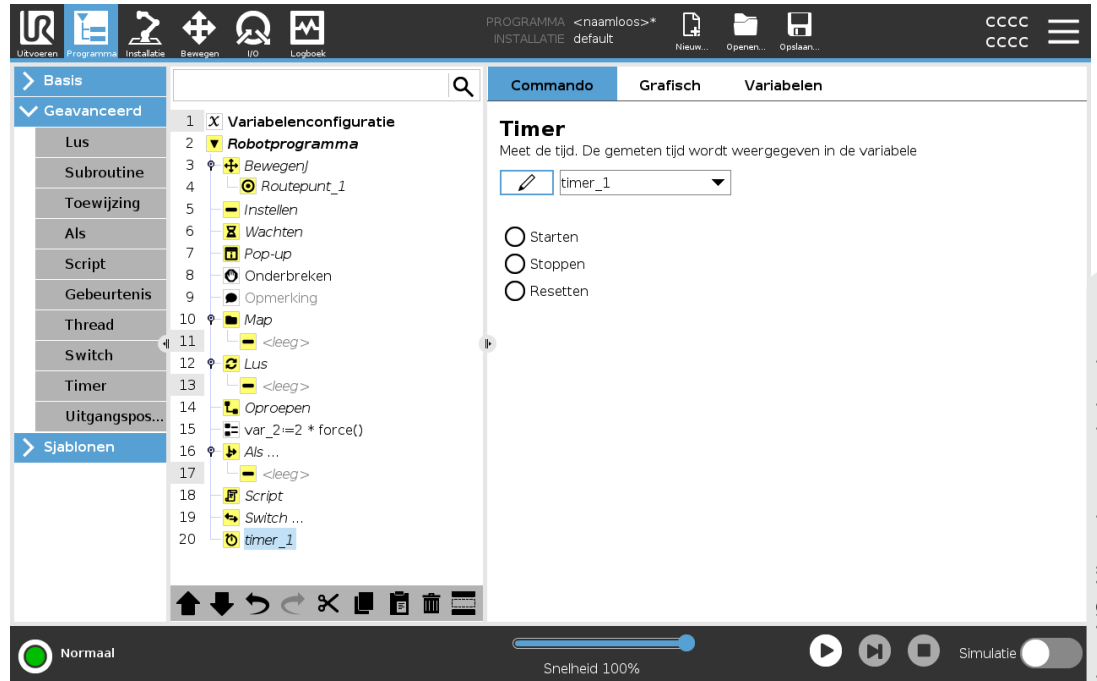 UR
PROGRAMMA <naamloos>*
INSTALLATIE default
Uitvoeren Programma Installatie Bewegen I/O Logboek
Nieuw... Openen... Opslaan...
CCCC
CCCC
Basis
Geavanceerd
Lus
Subroutine
Toewijzing
Als
Script
Gebeurtenis
Thread
Switch
Timer
Uitgangspos...
Sjablonen
1 X Variabelenconfiguratie
2 Robotprogramma
3 BewegenJ
4 Routepunt_1
5 Instellen
6 Wachten
7 Pop-up
8 Onderbreken
9 Opmerking
10 Map
11 <leeg>
12 Lus
13 <leeg>
14 Oproepen
15 var_2:=2 * force()
16 Als ...
17 <leeg>
18 Script
19 Switch ...
20 timer_1
Commando Grafisch Variabelen
Timer
Meet de tijd. De gemeten tijd wordt weergegeven in de variabele
timer_1
Starten
Stoppen
Resetten
Normaal
Snelheid 100%
Simulatie